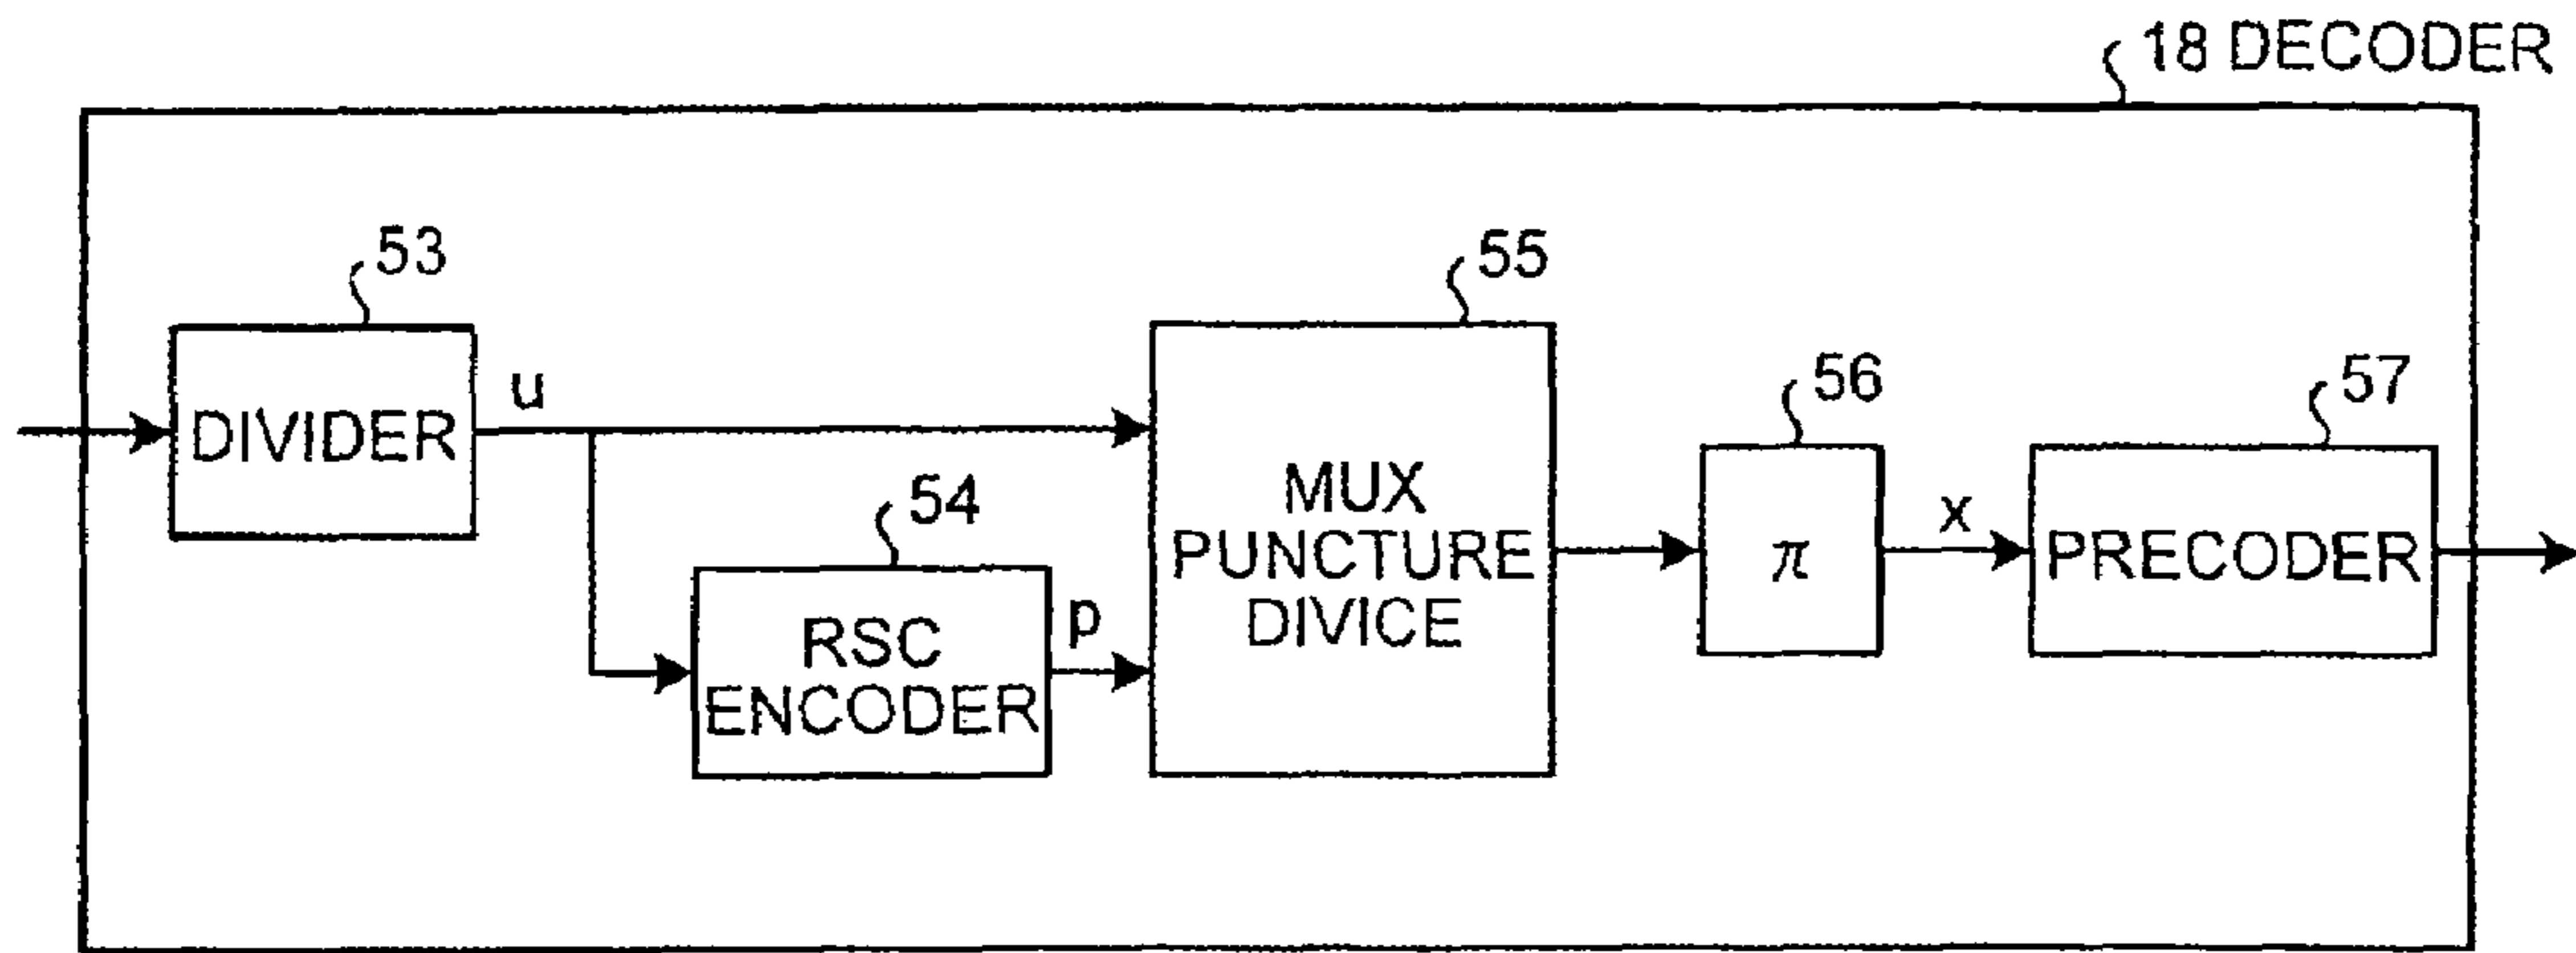 18 DECODER
53
DIVIDER
u
54
RSC
ENCODER
p
55
MUX
PUNCTURE
DIVICE
56
π
x
57
PRECODER